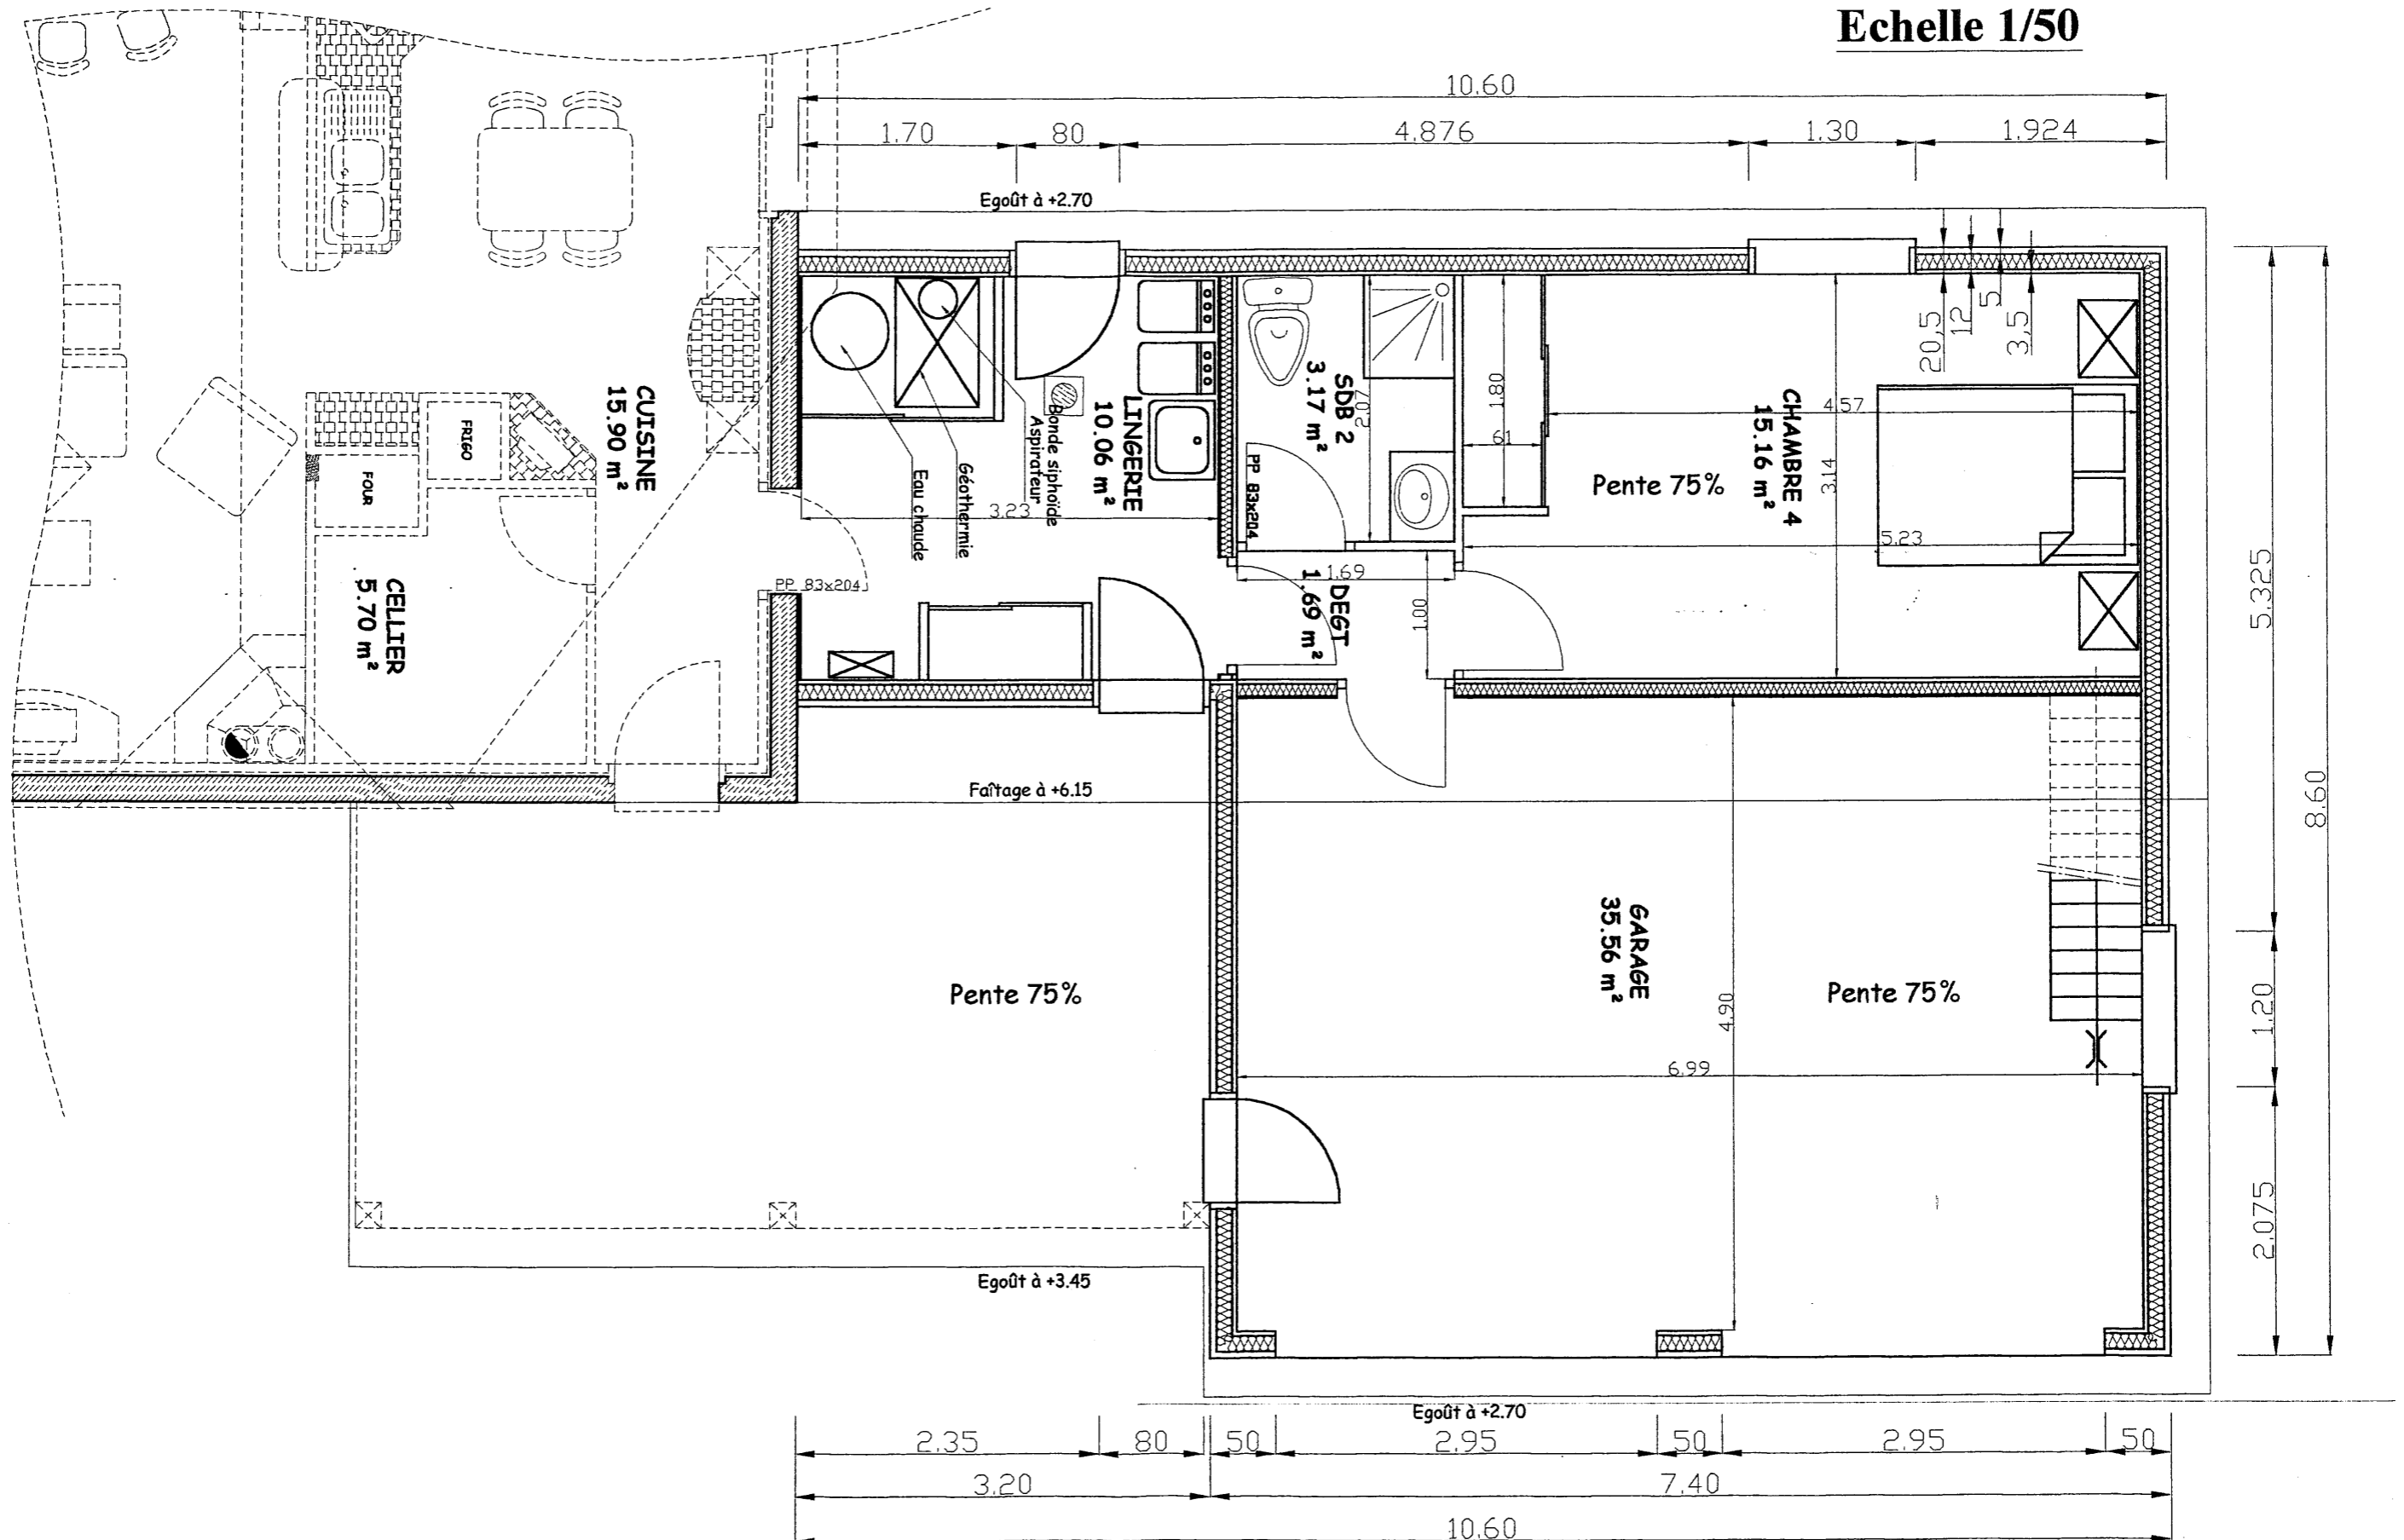 Echelle 1/50
10.60
1.70
80
4.876
1.30
1.924
Egoût à +2.70
20,5
12
5
3,5
CUISINE
15.90 m²
FRIGO
FOUR
CELLIER
5.70 m²
LINGERIE
10.06 m²
Bonde siphoïde
Aspirateur
Géothermie
Eau chaude
3.23
PP 83x204
SDB 2
3.17 m²
2.07
PP 83x204
1.80
61
4.57
CHAMBRE 4
15.16 m²
Pente 75%
3.14
5.23
DEGT
1.69 m²
1.69
1.00
5.325
8.60
1.20
2.075
Faîtage à +6.15
GARAGE
35.56 m²
Pente 75%
Pente 75%
4.90
6.99
Egoût à +3.45
Egoût à +2.70
2.35
80
50
2.95
50
2.95
50
3.20
7.40
10.60